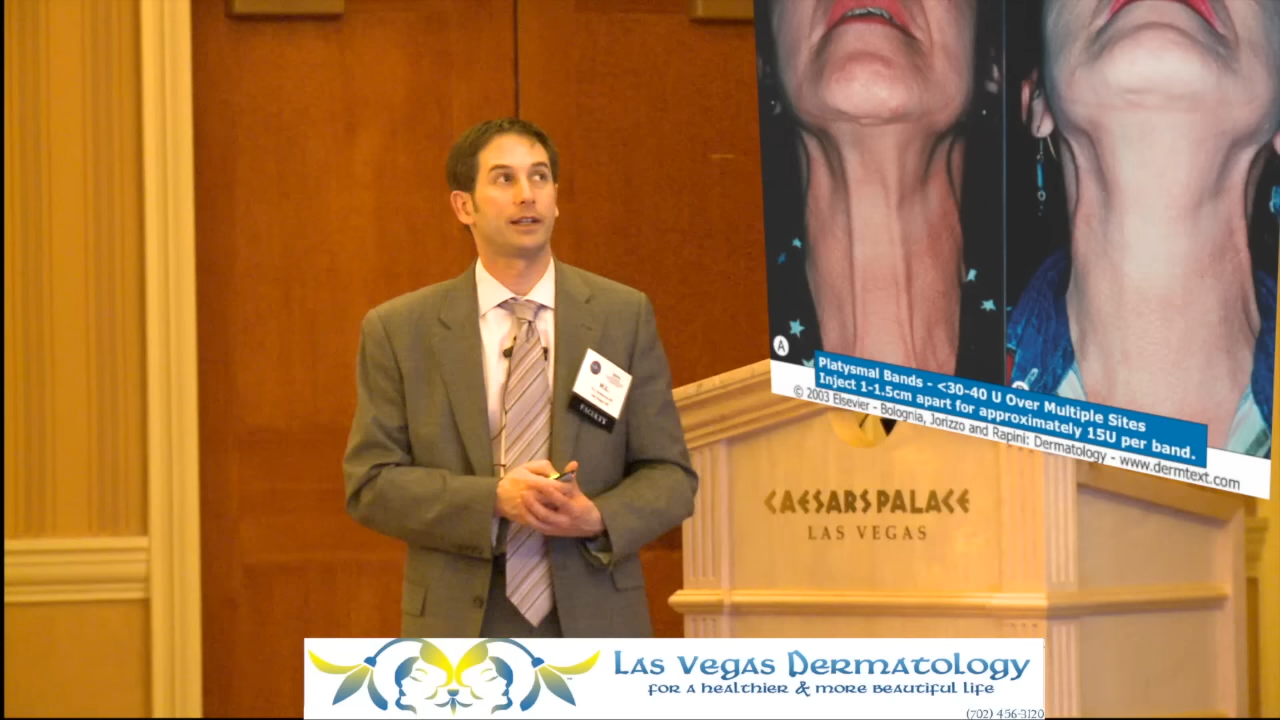 A
Platysmal Bands - <30-40 U Over Multiple Sites
Inject 1-1.5cm apart for approximately 15U per band.
© 2003 Elsevier - Bologna, Jorizzo and Rapini: Dermatology - www.dermtext.com
FACULTY
CAESARS PALACE
LAS VEGAS
Las Vegas Dermatology
for a healthier & more beautiful life
(702) 456-3120